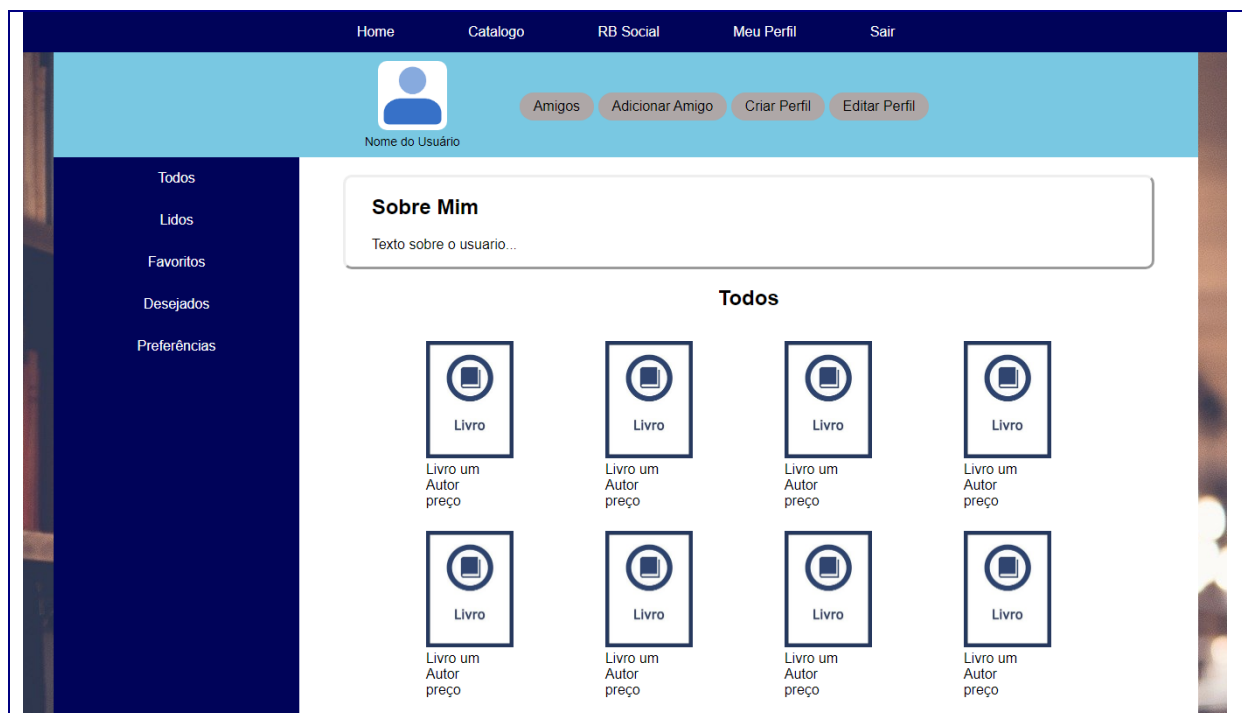 Home Catalogo RB Social Meu Perfil Sair
Amigos Adicionar Amigo Criar Perfil Editar Perfil
Nome do Usuário
Todos
Lidos
Favoritos
Desejados
Preferências
Sobre Mim
Texto sobre o usuario...
Todos
Livro Livro Livro Livro
Livro um Livro um Livro um Livro um
Autor Autor Autor Autor
preço preço preço preço
Livro Livro Livro Livro
Livro um Livro um Livro um Livro um
Autor Autor Autor Autor
preço preço preço preço